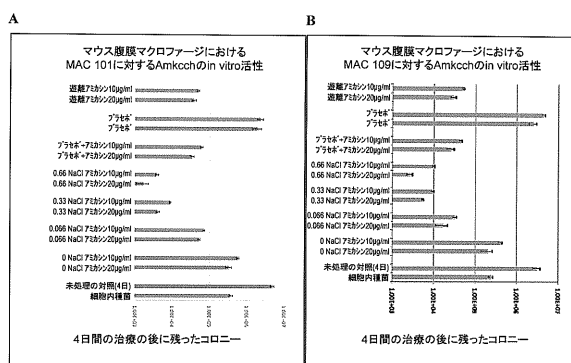 A
マウス腹膜マクロファージにおける
MAC 101に対するAmkcchのin vitro活性
遊離アミカシン10μg/ml
遊離アミカシン20μg/ml
プラセボ
プラセボ
プラセボ+アミカシン10μg/ml
プラセボ+アミカシン20μg/ml
0.66 NaCl アミカシン10μg/ml
0.66 NaCl アミカシン20μg/ml
0.33 NaCl アミカシン10μg/ml
0.33 NaCl アミカシン20μg/ml
0.066 NaCl アミカシン10μg/ml
0.066 NaCl アミカシン20μg/ml
0 NaCl アミカシン10μg/ml
0 NaCl アミカシン20μg/ml
未処理の対照(4日)
細胞内種菌
1.00E+03
1.00E+04
1.00E+05
1.00E+06
1.00E+07
4日間の治療の後に残ったコロニー
B
マウス腹膜マクロファージにおける
MAC 109に対するAmkcchのin vitro活性
遊離アミカシン10μg/ml
遊離アミカシン20μg/ml
プラセボ
プラセボ
プラセボ+アミカシン10μg/ml
プラセボ+アミカシン20μg/ml
0.66 NaCl アミカシン10μg/ml
0.66 NaCl アミカシン20μg/ml
0.33 NaCl アミカシン10μg/ml
0.33 NaCl アミカシン20μg/ml
0.066 NaCl アミカシン10μg/ml
0.066 NaCl アミカシン20μg/ml
0 NaCl アミカシン10μg/ml
0 NaCl アミカシン20μg/ml
未処理の対照(4日)
細胞内種菌
1.00E+03
1.00E+04
1.00E+05
1.00E+06
1.00E+07
4日間の治療の後に残ったコロニー